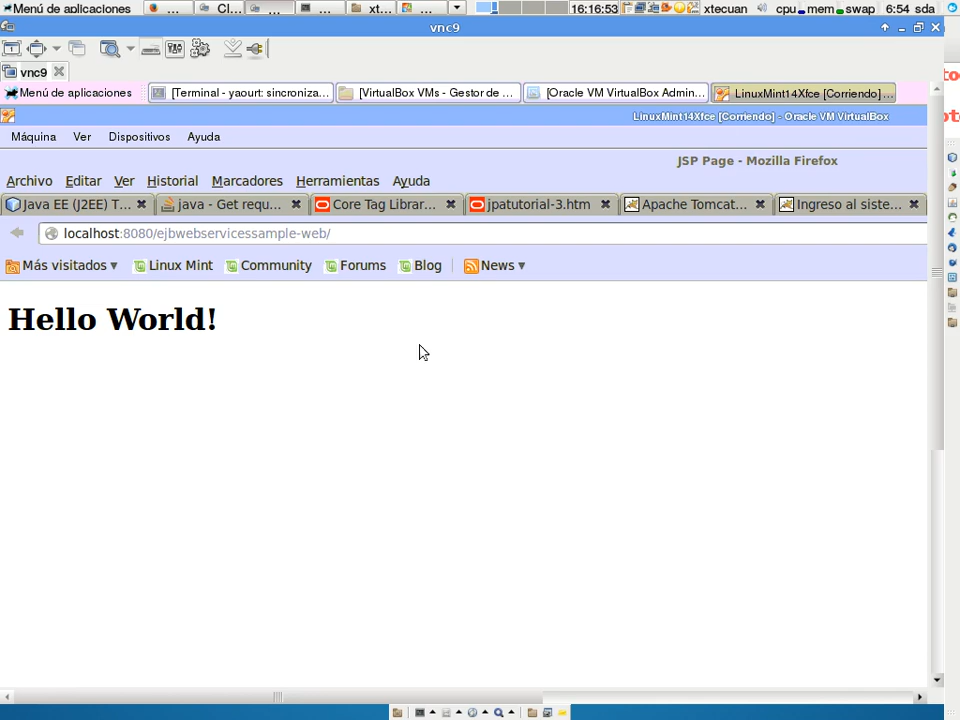 Menú de aplicaciones ... Cl... ... ... xt... ... 16:16:53 xtecuan cpu mem swap 6:54 sda
vnc9
vnc9
Menú de aplicaciones [Terminal - yaourt: sincroniza... [VirtualBox VMs - Gestor de ... [Oracle VM VirtualBox Admin... LinuxMint14Xfce [Corriendo] ...
LinuxMint14Xfce [Corriendo] - Oracle VM VirtualBox
Máquina Ver Dispositivos Ayuda
JSP Page - Mozilla Firefox
Archivo Editar Ver Historial Marcadores Herramientas Ayuda
Java EE (J2EE) T... java - Get requ... Core Tag Librar... jpatutorial-3.htm Apache Tomcat... Ingreso al siste...
localhost:8080/ejbwebservicessample-web/
Más visitados Linux Mint Community Forums Blog News
Hello World!